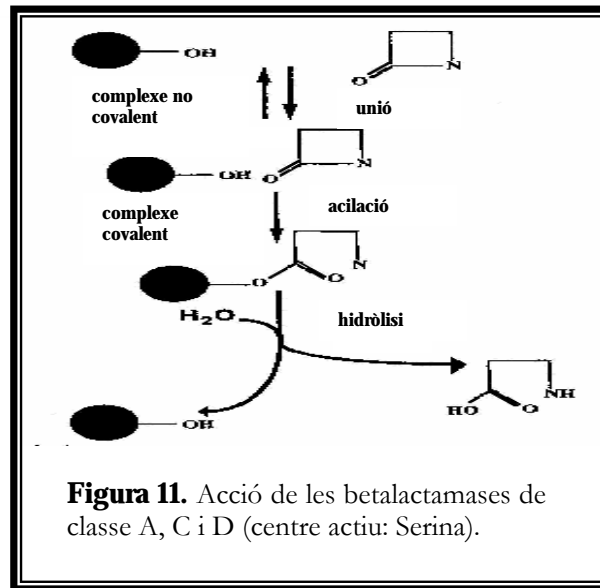 OH
O
N
complexe no
covalent
unió
OH
O
N
complexe
covalent
acilació
O
O
N
H₂O
hidròlisi
OH
HO
O
NH
Figura 11. Acció de les betalactamases de
classe A, C i D (centre actiu: Serina).